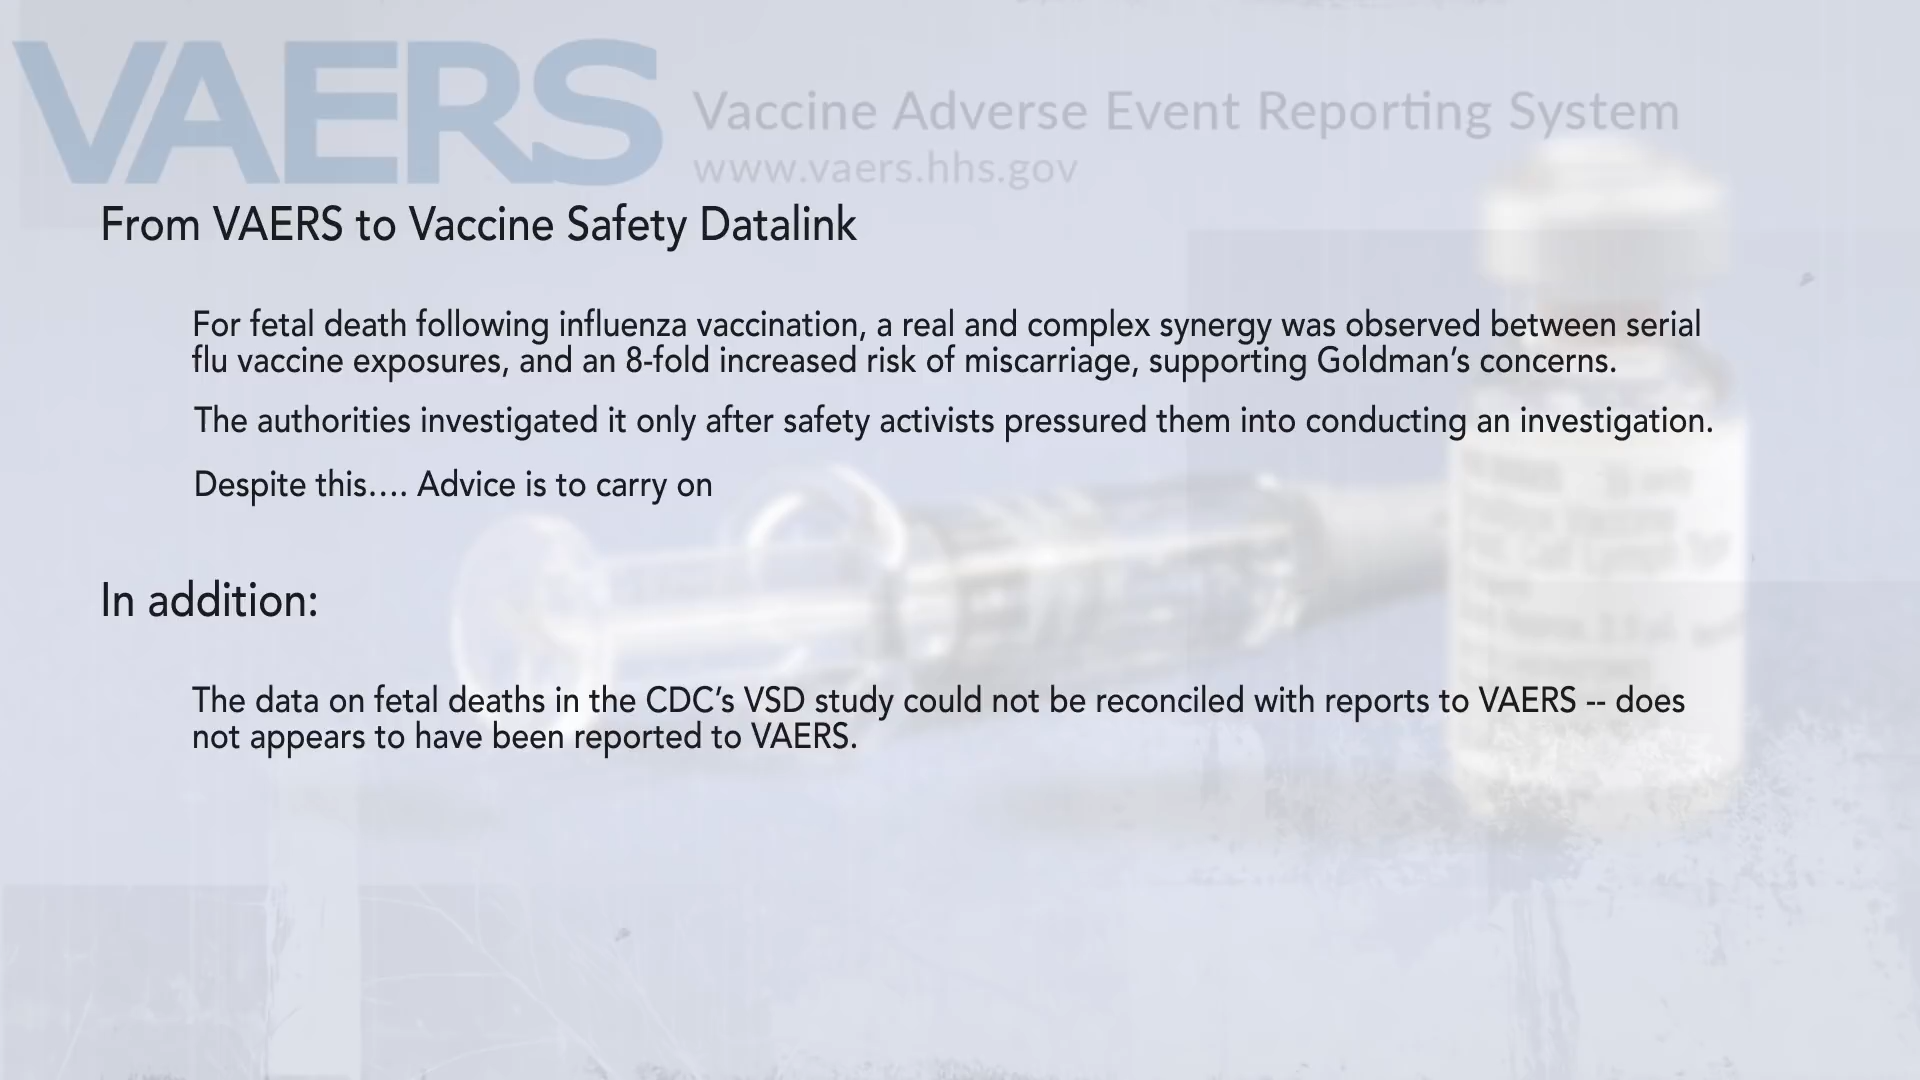 VAERS
Vaccine Adverse Event Reporting System
www.vaers.hhs.gov
From VAERS to Vaccine Safety Datalink
For fetal death following influenza vaccination, a real and complex synergy was observed between serial
flu vaccine exposures, and an 8-fold increased risk of miscarriage, supporting Goldman's concerns.
The authorities investigated it only after safety activists pressured them into conducting an investigation.
Despite this.... Advice is to carry on
In addition:
The data on fetal deaths in the CDC's VSD study could not be reconciled with reports to VAERS -- does
not appears to have been reported to VAERS.